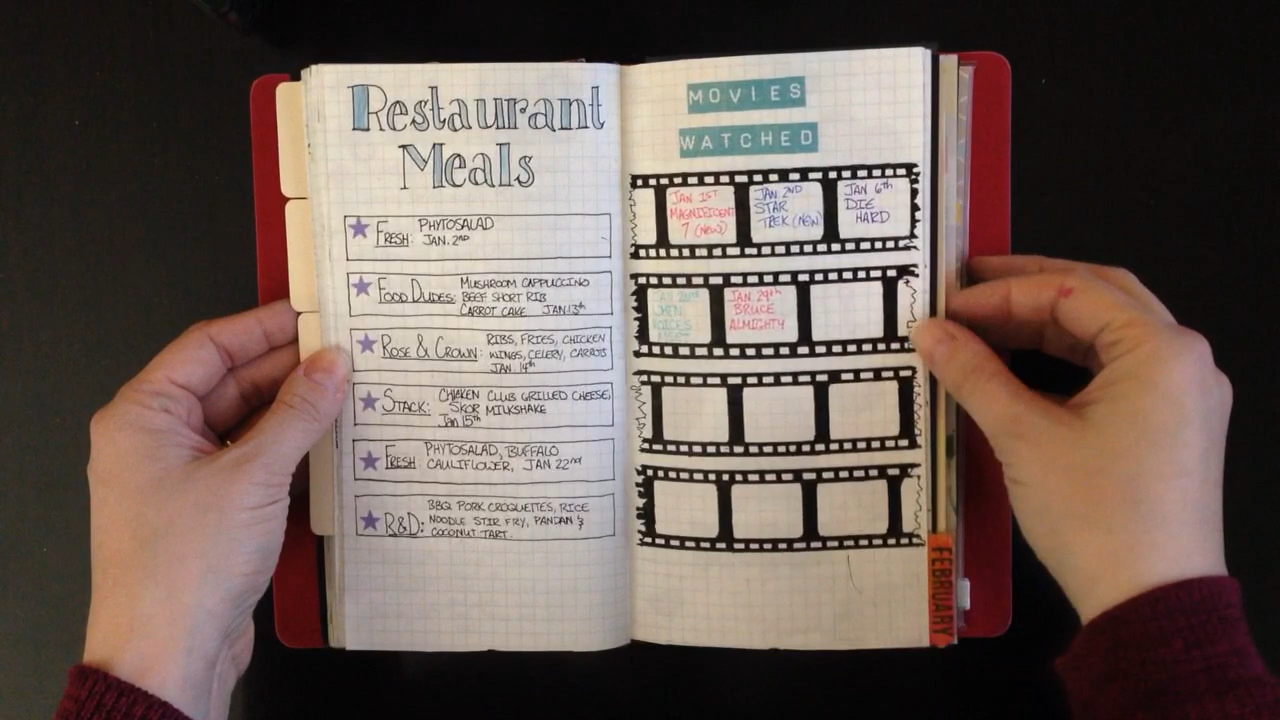 Restaurant
Meals
FRESH: PHYTOSALAD
JAN. 2ND
FOOD DUDES: MUSHROOM CAPPUCCINO
BEEF SHORT RIB
CARROT CAKE JAN 13th
ROSE & CROWN: RIBS, FRIES, CHICKEN
WINGS, CELERY, CARROTS
JAN 14th
STACK: CHICKEN CLUB GRILLED CHEESE,
SKOR MILKSHAKE
Jan 15th
FRESH: PHYTOSALAD, BUFFALO
CAULIFLOWER, JAN 22nd
R&D: BBQ PORK CROQUETTES, RICE
NOODLE STIR FRY, PANDAN &
COCONUT TART.
MOVIES
WATCHED
JAN 1ST
MAGNIFICENT
7 (NEW)
JAN 2ND
STAR
TREK (NEW)
JAN 6th
DIE
HARD
JAN
WHEN
VOICES
JAN. 29th
BRUCE
ALMIGHTY
FEBRUARY